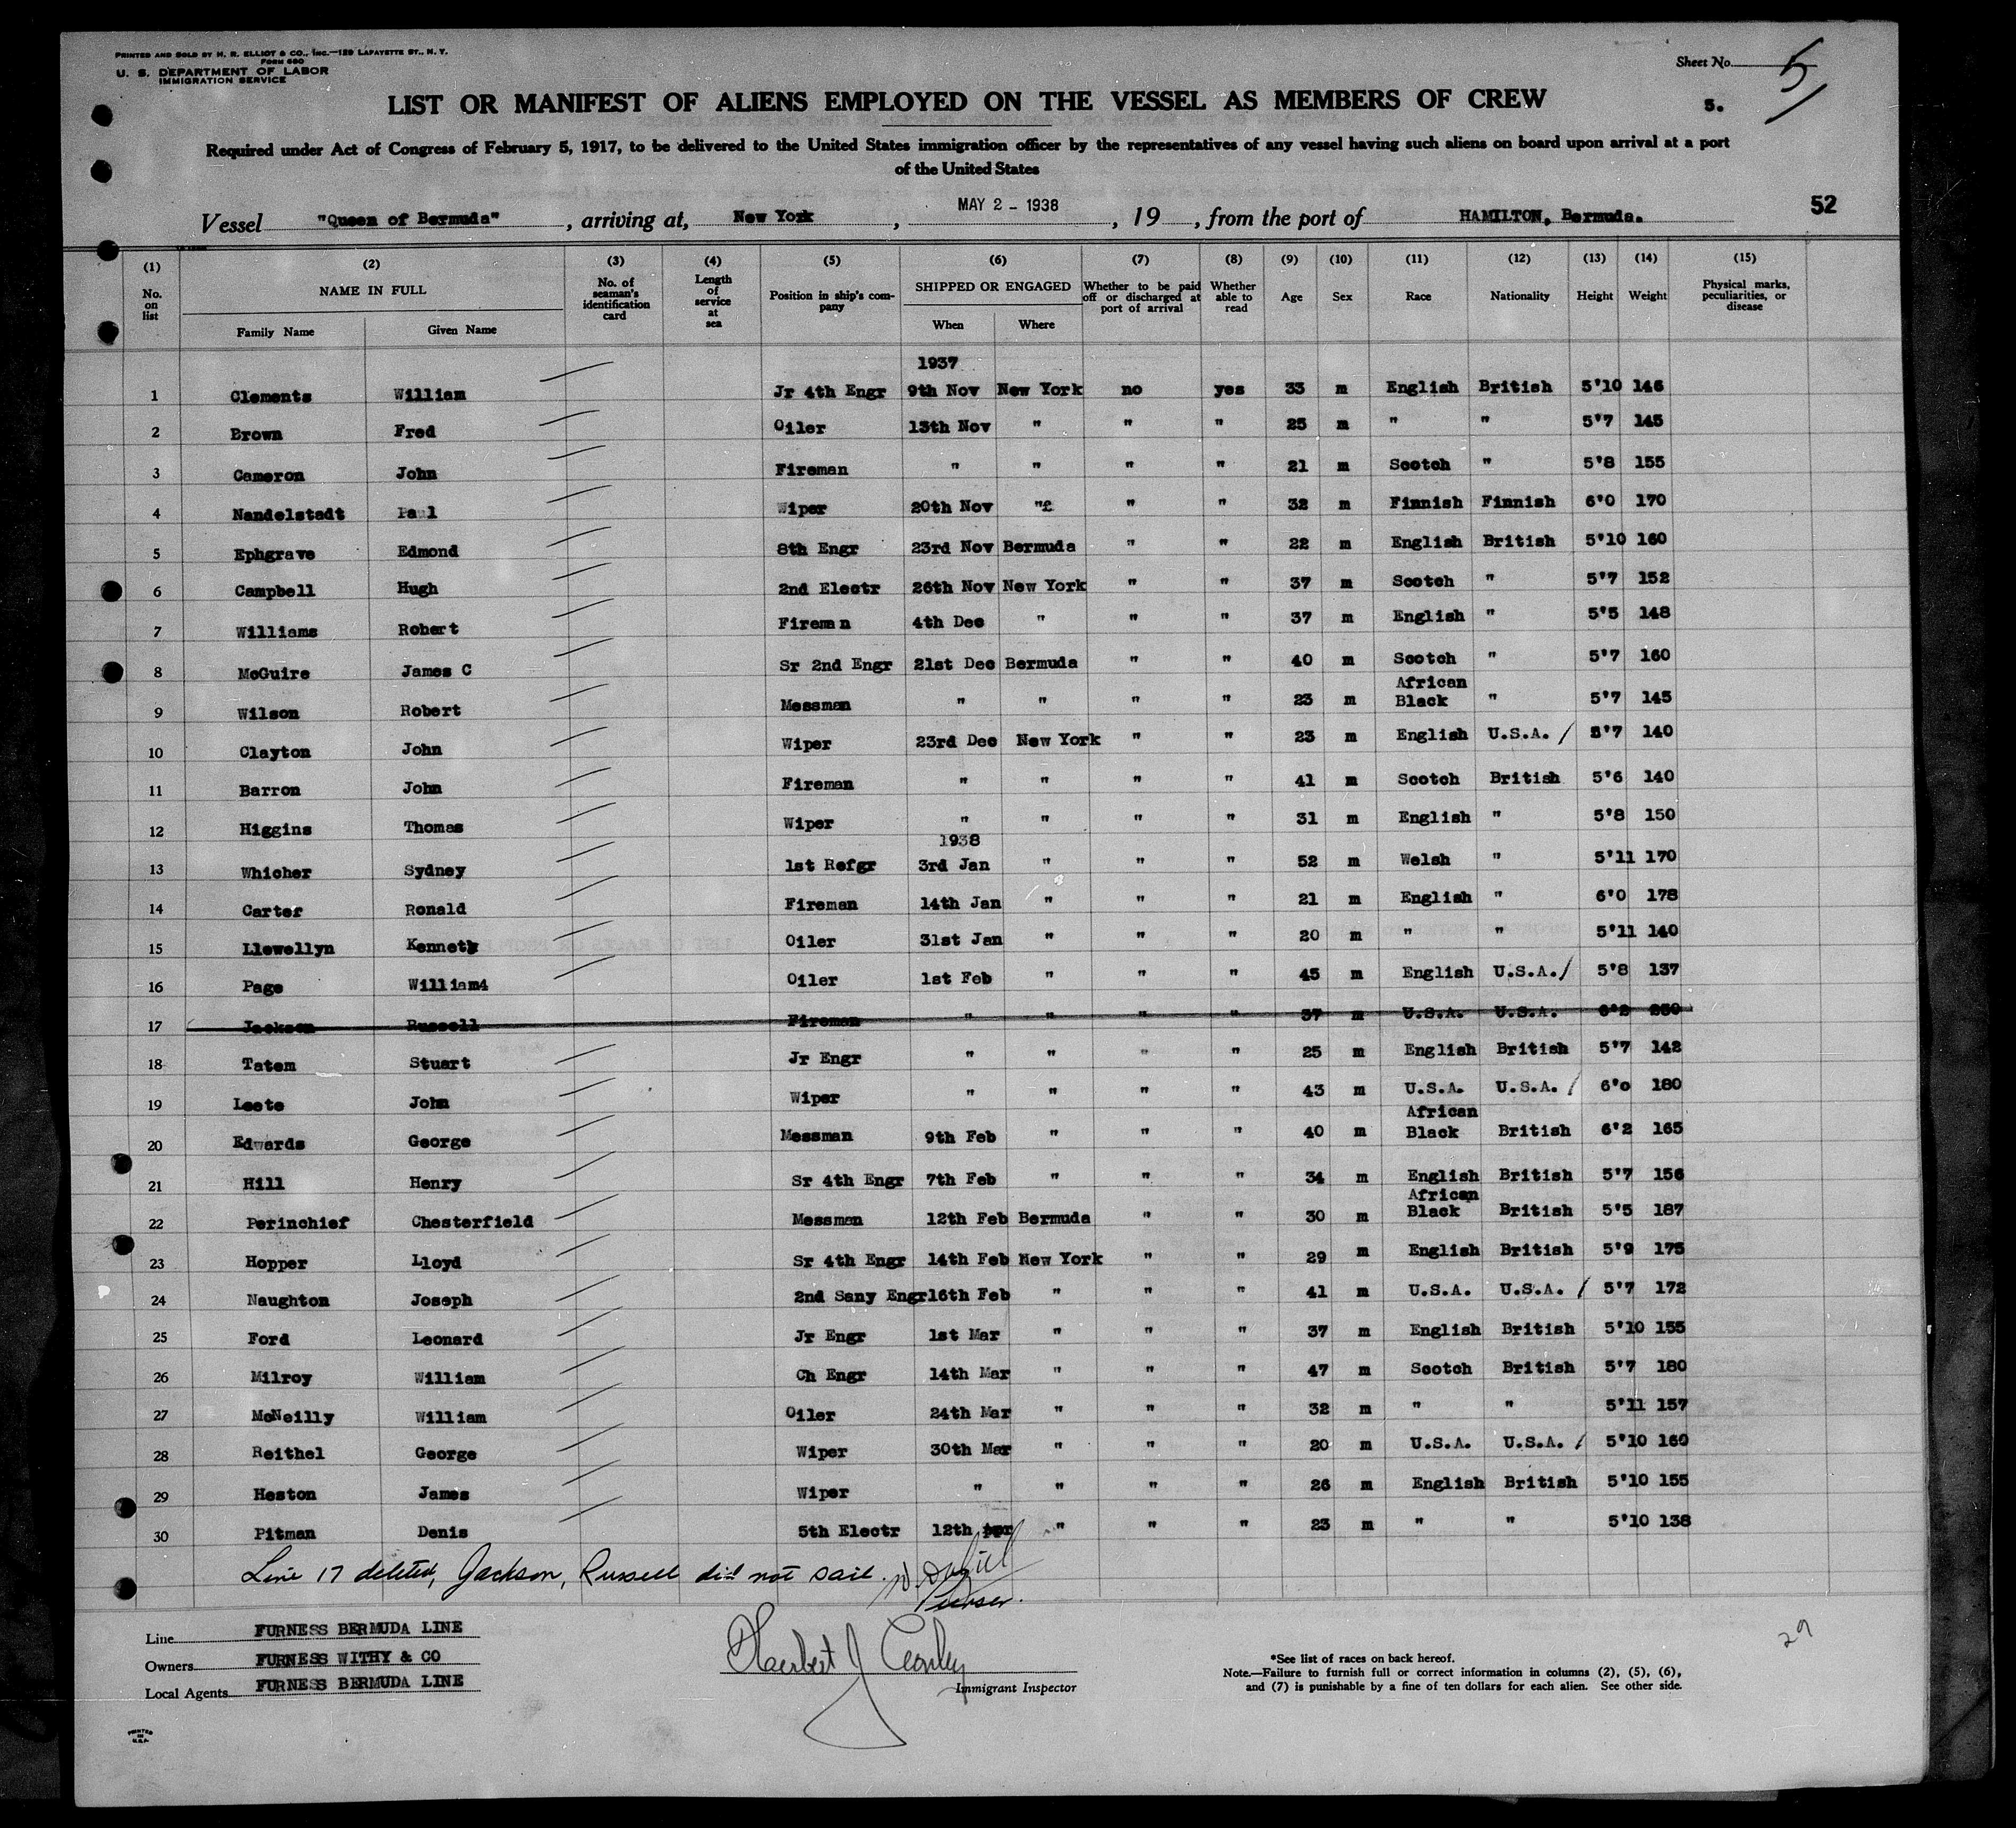 PRINTED AND SOLD BY H. R. ELLIOT & CO., INC.—129 LAFAYETTE ST., N. Y.
FORM 680
U. S. DEPARTMENT OF LABOR
IMMIGRATION SERVICE
Sheet No. 5
5.
LIST OR MANIFEST OF ALIENS EMPLOYED ON THE VESSEL AS MEMBERS OF CREW
Required under Act of Congress of February 5, 1917, to be delivered to the United States immigration officer by the representatives of any vessel having such aliens on board upon arrival at a port
of the United States
Vessel "Queen of Bermuda", arriving at, New York, MAY 2 - 1938, 19, from the port of HAMILTON, Bermuda. 52
(1) No. on list (2) NAME IN FULL Family Name Given Name (3) No. of seaman's identification card (4) Length of service at sea (5) Position in ship's company (6) SHIPPED OR ENGAGED When Where (7) Whether to be paid off or discharged at port of arrival (8) Whether able to read (9) Age (10) Sex (11) Race (12) Nationality (13) Height (14) Weight (15) Physical marks, peculiarities, or disease
1937
1 Clements William Jr 4th Engr 9th Nov New York no yes 33 m English British 5'10 146
2 Brown Fred Oiler 13th Nov " " " 25 m " " 5'7 145
3 Cameron John Fireman " " " " 21 m Scotch " 5'8 155
4 Nandelstadt Paul Wiper 20th Nov "£ " " 32 m Finnish Finnish 6'0 170
5 Ephgrave Edmond 8th Engr 23rd Nov Bermuda " " 22 m English British 5'10 160
6 Campbell Hugh 2nd Electr 26th Nov New York " " 37 m Scotch " 5'7 152
7 Williams Robert Fireman 4th Dec " " " 37 m English " 5'5 148
8 McGuire James C Sr 2nd Engr 21st Dec Bermuda " " 40 m Scotch " 5'7 160
9 Wilson Robert Messman " " " " 23 m African Black " 5'7 145
10 Clayton John Wiper 23rd Dec New York " " 23 m English U.S.A. / 5'7 140
11 Barron John Fireman " " " " 41 m Scotch British 5'6 140
12 Higgins Thomas Wiper " " " " 31 m English " 5'8 150
1938
13 Whicher Sydney 1st Refgr 3rd Jan " " " 52 m Welsh " 5'11 170
14 Carter Ronald Fireman 14th Jan " " " 21 m English " 6'0 178
15 Llewellyn Kenneth Oiler 31st Jan " " " 20 m " " 5'11 140
16 Page William4 Oiler 1st Feb " " " 45 m English U.S.A. / 5'8 137
17 Jackson Russell Fireman " " " " 37 m U.S.A. U.S.A. 6'2 230
18 Tatem Stuart Jr Engr " " " " 25 m English British 5'7 142
19 Leete John Wiper " " " " 43 m U.S.A. U.S.A. / 6'0 180
20 Edwards George Messman 9th Feb " " " 40 m African Black British 6'2 165
21 Hill Henry Sr 4th Engr 7th Feb " " " 34 m English British 5'7 156
22 Perinchief Chesterfield Messman 12th Feb Bermuda " " 30 m African Black British 5'5 187
23 Hopper Lloyd Sr 4th Engr 14th Feb New York " " 29 m English British 5'9 175
24 Naughton Joseph 2nd Sany Engr 16th Feb " " " 41 m U.S.A. U.S.A. / 5'7 172
25 Ford Leonard Jr Engr 1st Mar " " " 37 m English British 5'10 155
26 Milroy William Ch Engr 14th Mar " " " 47 m Scotch British 5'7 180
27 McNeilly William Oiler 24th Mar " " " 32 m " " 5'11 157
28 Reithel George Wiper 30th Mar " " " 20 m U.S.A. U.S.A. / 5'10 160
29 Heston James Wiper " " " " 26 m English British 5'10 155
30 Pitman Denis 5th Electr 12th Apr " " " 23 m " " 5'10 138
Line 17 deleted, Jackson, Russell did not sail.
Purser.
Line FURNESS BERMUDA LINE
Owners FURNESS WITHY & CO
Local Agents FURNESS BERMUDA LINE
Herbert J
Immigrant Inspector
*See list of races on back hereof.
Note.—Failure to furnish full or correct information in columns (2), (5), (6),
and (7) is punishable by a fine of ten dollars for each alien. See other side.
29
PRINTED
IN
U.S.A.